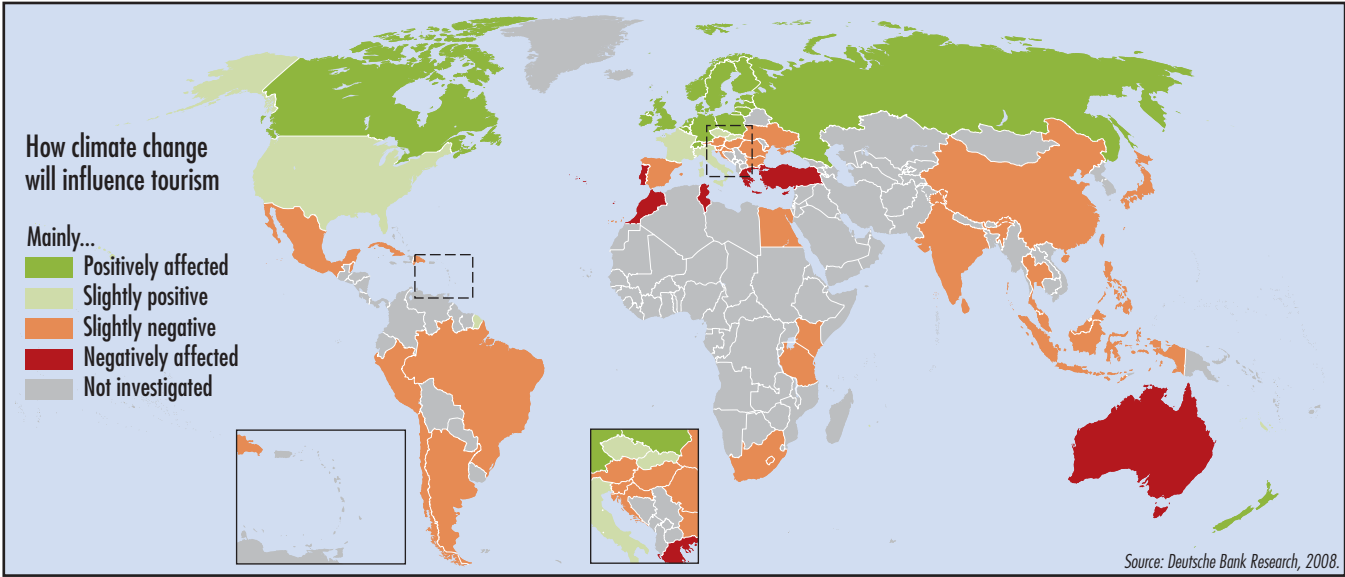 How climate change
will influence tourism
Mainly...
Positively affected
Slightly positive
Slightly negative
Negatively affected
Not investigated
Source: Deutsche Bank Research, 2008.